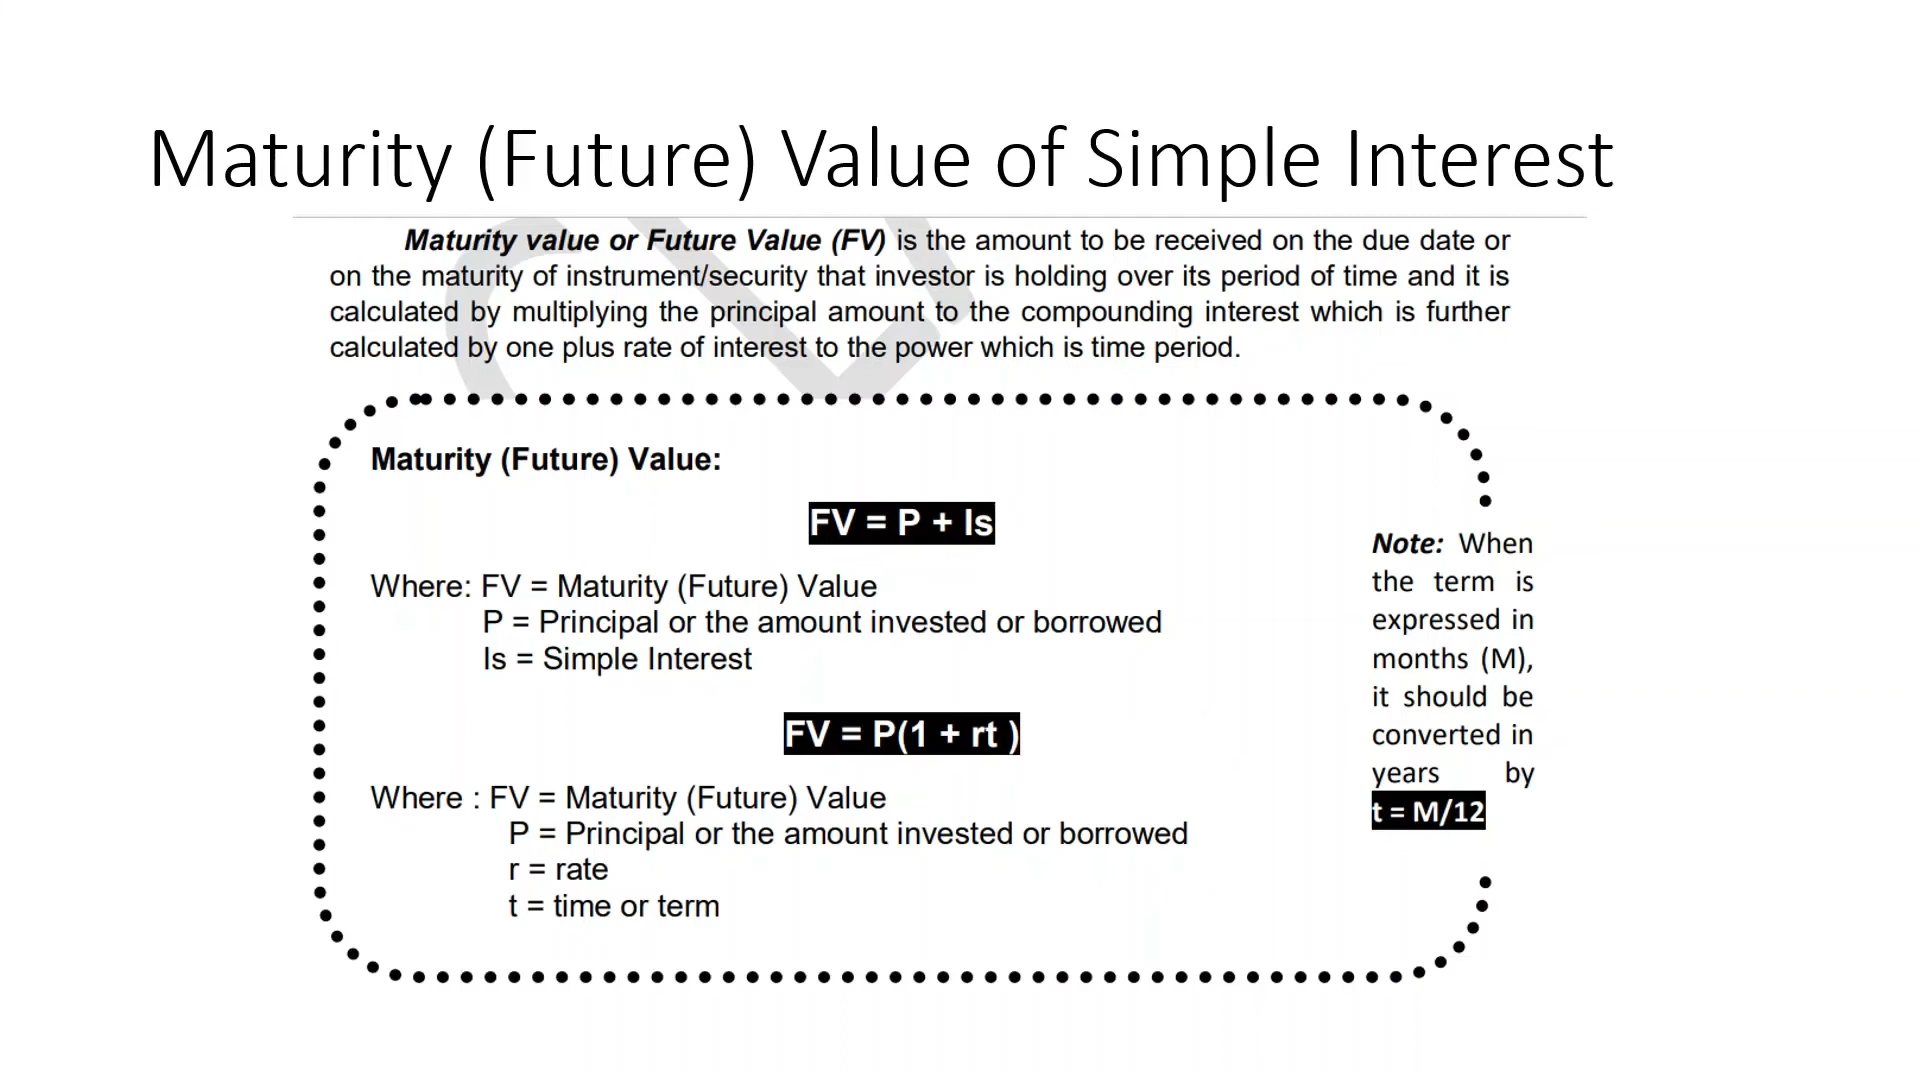 Maturity (Future) Value of Simple Interest
Maturity value or Future Value (FV) is the amount to be received on the due date or
on the maturity of instrument/security that investor is holding over its period of time and it is
calculated by multiplying the principal amount to the compounding interest which is further
calculated by one plus rate of interest to the power which is time period.
Maturity (Future) Value:
FV = P + Is
Where: FV = Maturity (Future) Value
P = Principal or the amount invested or borrowed
Is = Simple Interest
FV = P(1 + rt )
Where : FV = Maturity (Future) Value
P = Principal or the amount invested or borrowed
r = rate
t = time or term
Note: When
the term is
expressed in
months (M),
it should be
converted in
years by
t = M/12